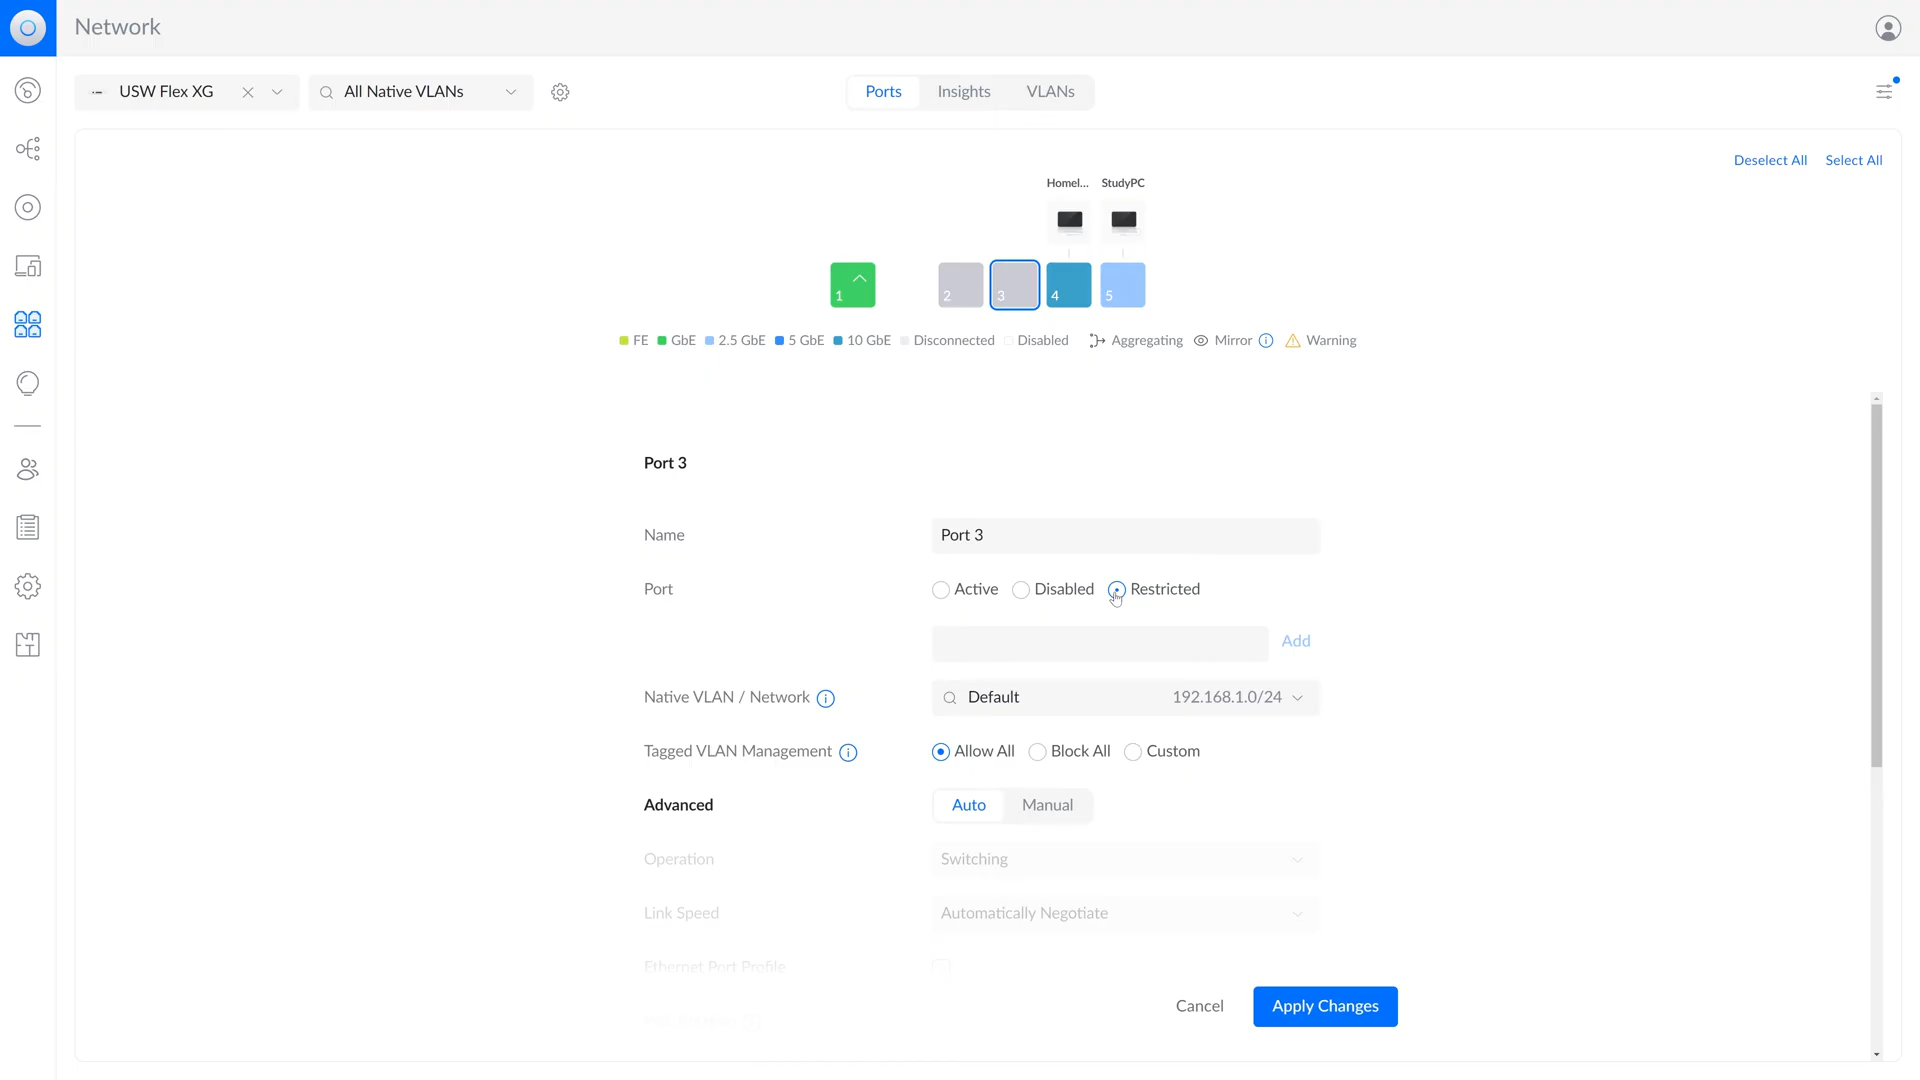 Network
USW Flex XG
All Native VLANs
Ports Insights VLANs
Deselect All Select All
Homel... StudyPC
1 2 3 4 5
FE GbE 2.5 GbE 5 GbE 10 GbE Disconnected Disabled Aggregating Mirror Warning
Port 3
Name Port 3
Port Active Disabled Restricted
Add
Native VLAN / Network Default 192.168.1.0/24
Tagged VLAN Management Allow All Block All Custom
Advanced Auto Manual
Operation Switching
Link Speed Automatically Negotiate
Ethernet Port Profile
Cancel Apply Changes